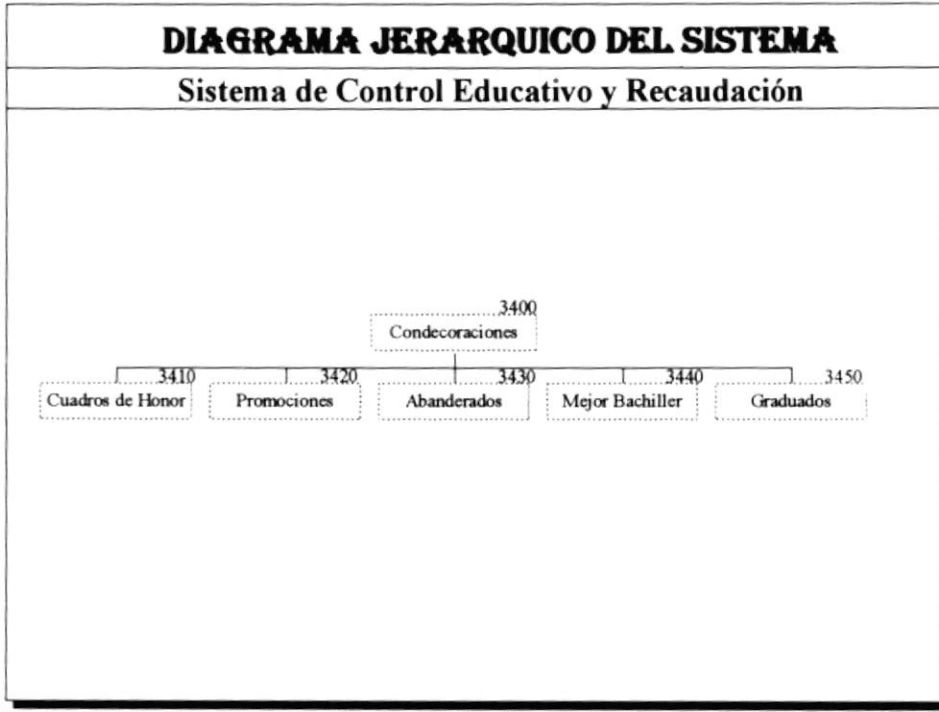 DIAGRAMA JERARQUICO DEL SISTEMA
Sistema de Control Educativo y Recaudación
3400
Condecoraciones
3410 3420 3430 3440 3450
Cuadros de Honor Promociones Abanderados Mejor Bachiller Graduados